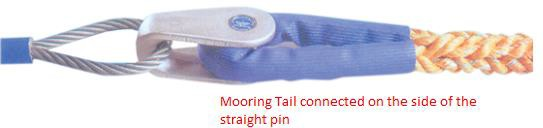 Mooring Tail connected on the side of the
straight pin